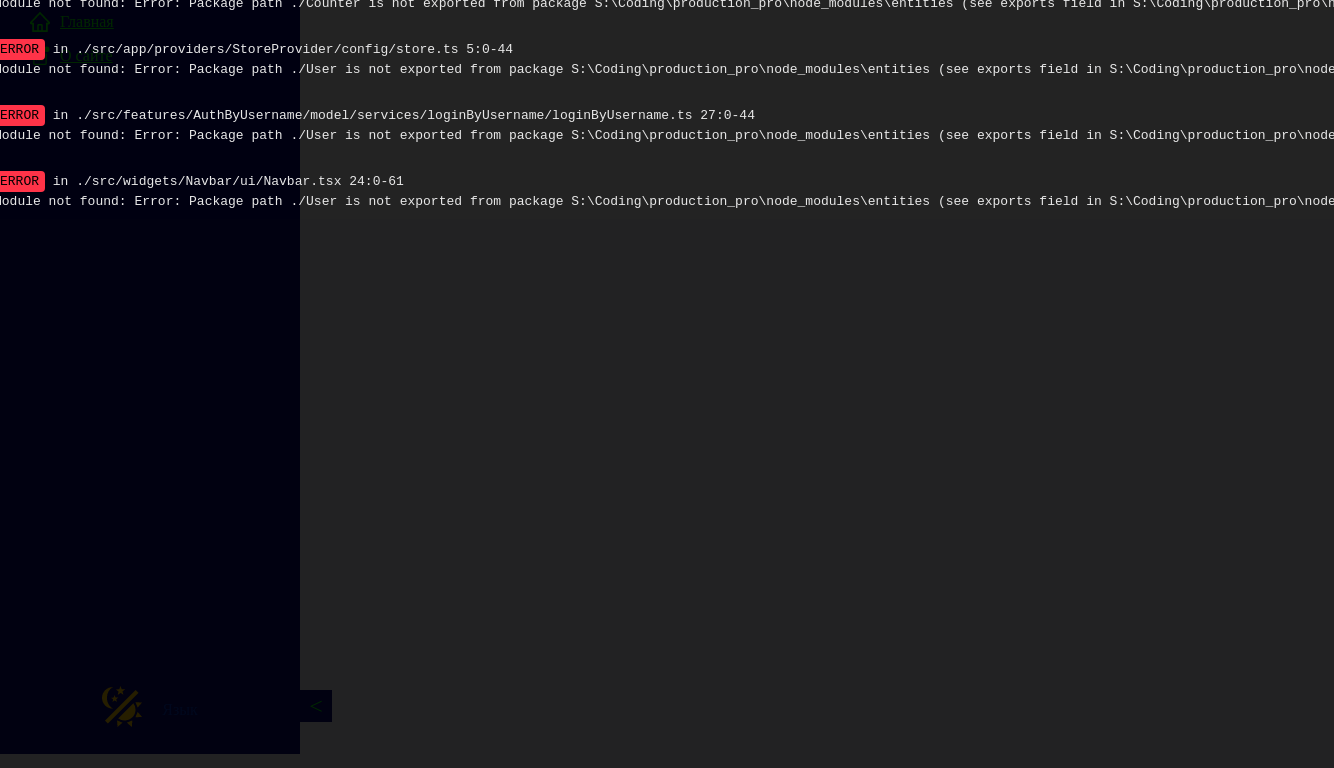 Module not found: Error: Package path ./Counter is not exported from package S:\Coding\production_pro\node_modules\entities (see exports field in S:\Coding\production_pro\n
Главная
ERROR in ./src/app/providers/StoreProvider/config/store.ts 5:0-44
О сайте
Module not found: Error: Package path ./User is not exported from package S:\Coding\production_pro\node_modules\entities (see exports field in S:\Coding\production_pro\node
ERROR in ./src/features/AuthByUsername/model/services/loginByUsername/loginByUsername.ts 27:0-44
Module not found: Error: Package path ./User is not exported from package S:\Coding\production_pro\node_modules\entities (see exports field in S:\Coding\production_pro\node
ERROR in ./src/widgets/Navbar/ui/Navbar.tsx 24:0-61
Module not found: Error: Package path ./User is not exported from package S:\Coding\production_pro\node_modules\entities (see exports field in S:\Coding\production_pro\node
<